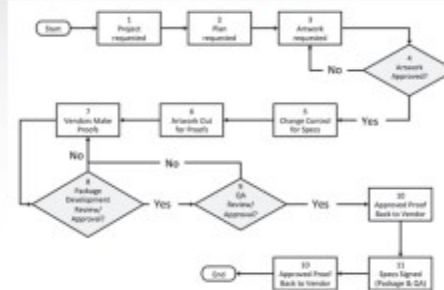 Start
1
Project
requested
2
Plan
requested
3
Artwork
requested
4
Artwork
Approved?
No
Yes
5
Change Control
for Specs
6
Artwork Out
for Proofs
7
Vendors Make
Proofs
No
No
8
Package
Development
Review/
Approval?
Yes
9
QA
Review/
Approval?
Yes
10
Approved Proof
Back to Vendor
11
Specs Signed
(Package & QA)
10
Approved Proof
Back to Vendor
End